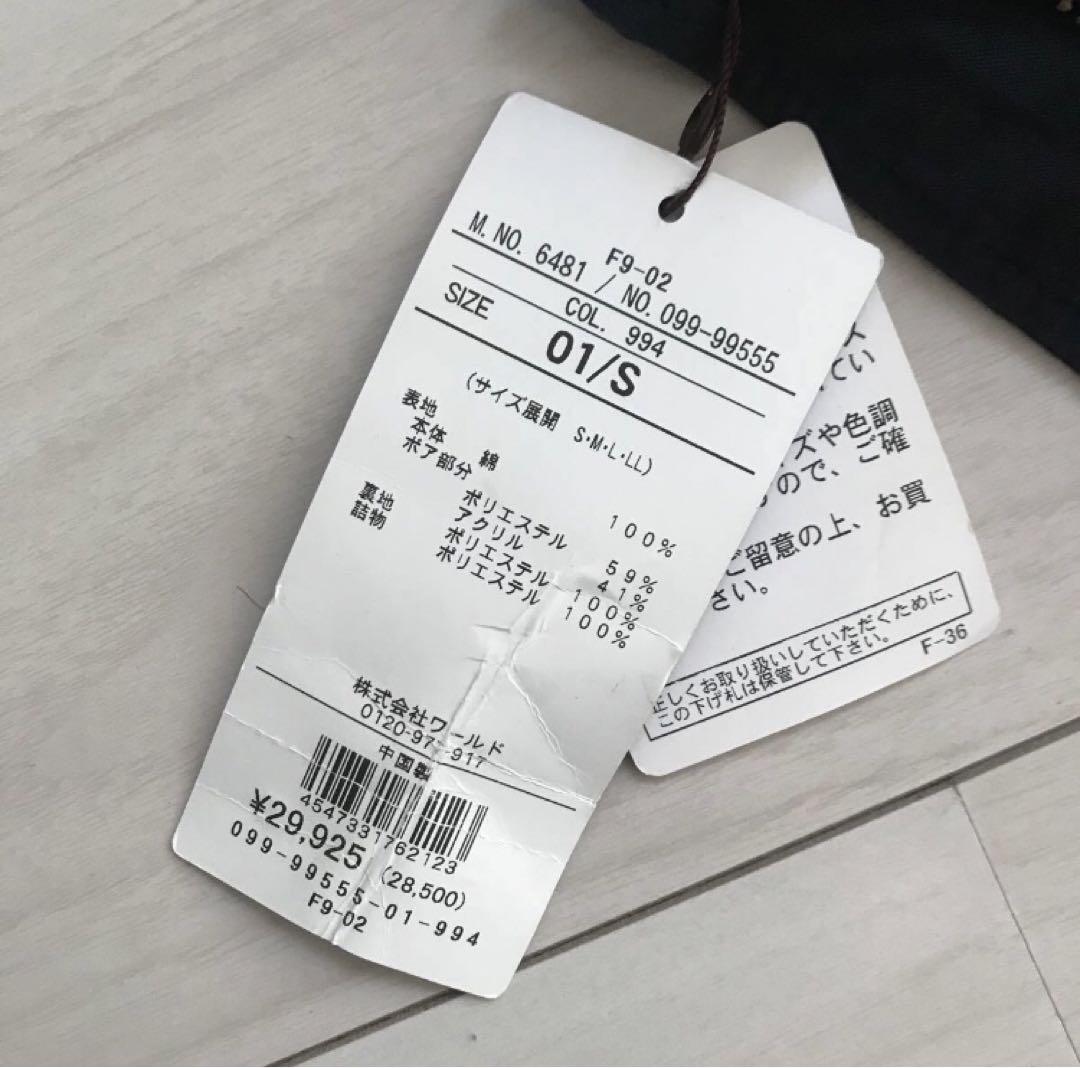 F9-02
M.NO. 6481 / NO. 099-99555
COL. 994
SIZE 01/S
(サイズ展開 S・M・L・LL)
表地
本体 綿 100%
ボア部分 ポリエステル 59%
アクリル 41%
裏地 ポリエステル 100%
詰物 ポリエステル 100%
株式会社ワールド
中国製
4547331762123
¥29,925 (28,500)
099-99555-01-994
F9-02
てい
ズや色調
ので、ご確
ご留意の上、お買
さい。
正しくお取り扱いしていただくために、
この下げ札は保管して下さい。
F-36